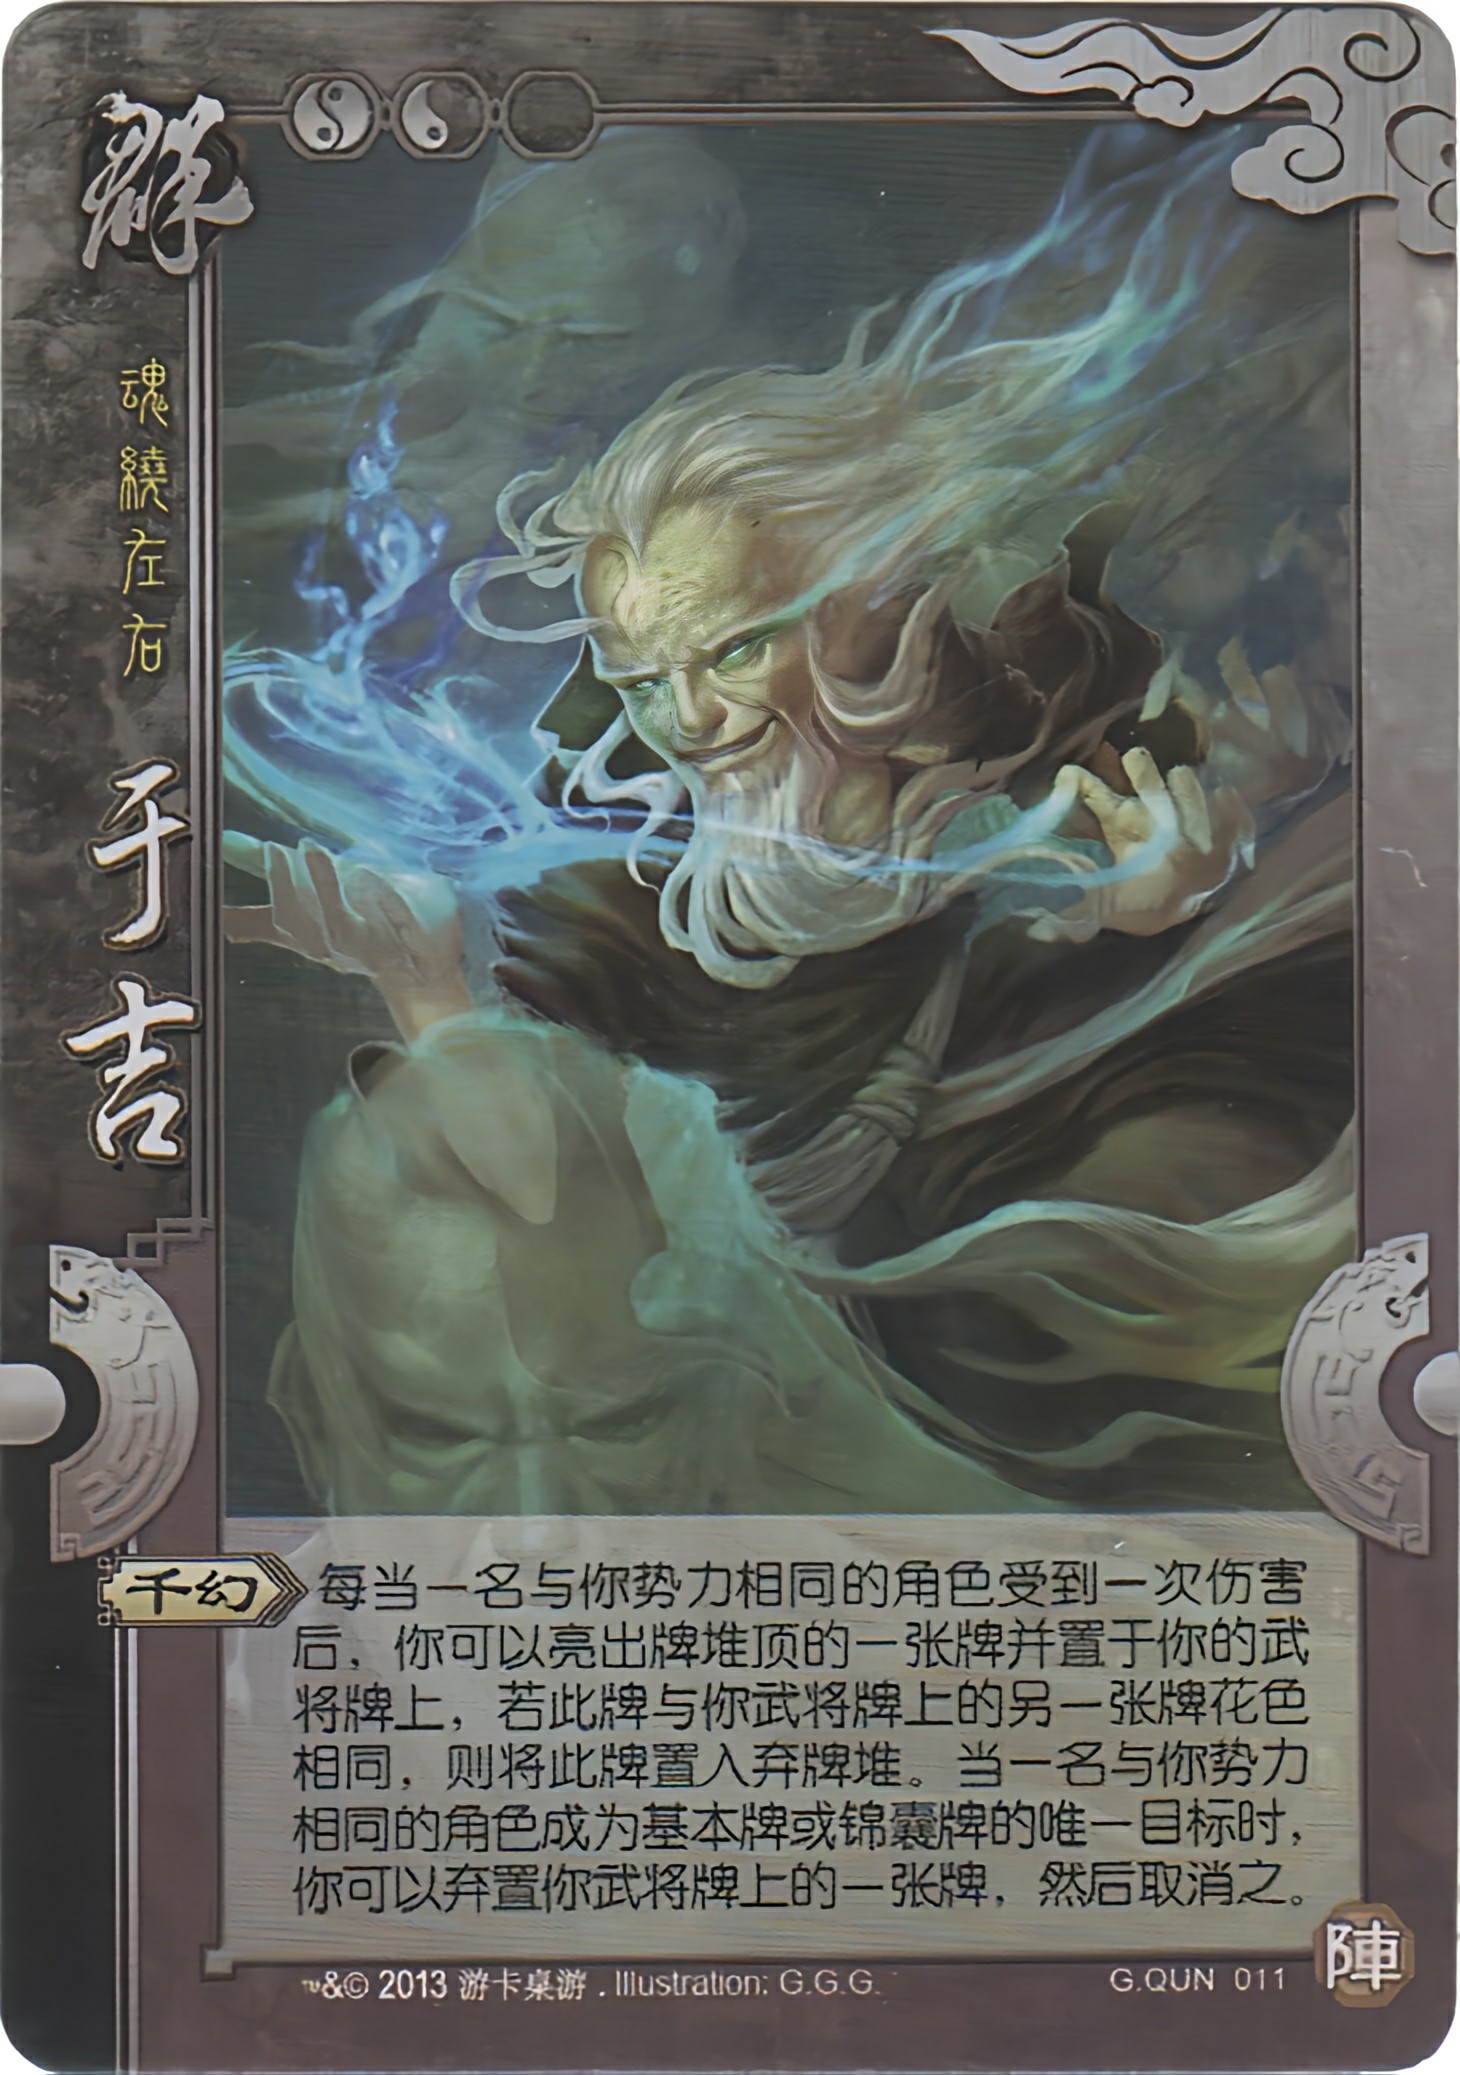 群
魂繞左右
于吉
千幻
每当一名与你势力相同的角色受到一次伤害
后，你可以亮出牌堆顶的一张牌并置于你的武
将牌上，若此牌与你武将牌上的另一张牌花色
相同，则将此牌置入弃牌堆。当一名与你势力
相同的角色成为基本牌或锦囊牌的唯一目标时，
你可以弃置你武将牌上的一张牌，然后取消之。
™&© 2013 游卡桌游 . Illustration: G.G.G.
G.QUN 011
陣